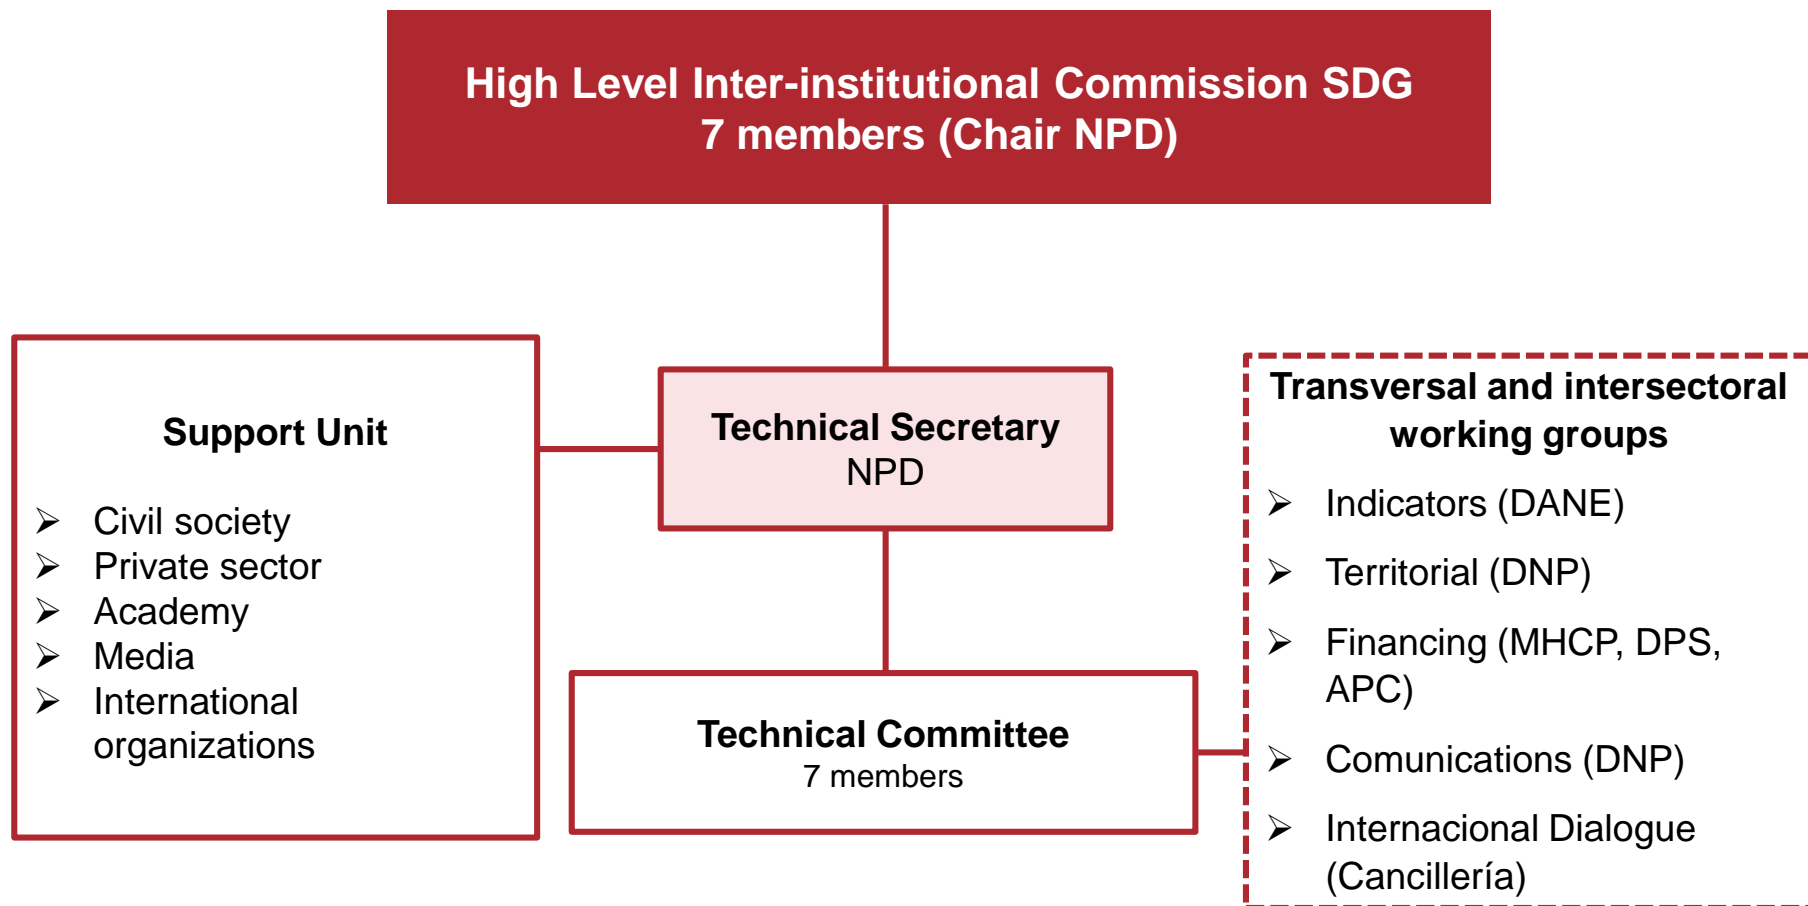 High Level Inter-institutional Commission SDG
7 members (Chair NPD)
Support Unit
➢ Civil society
➢ Private sector
➢ Academy
➢ Media
➢ International
organizations
Technical Secretary
NPD
Technical Committee
7 members
Transversal and intersectoral
working groups
➢ Indicators (DANE)
➢ Territorial (DNP)
➢ Financing (MHCP, DPS,
APC)
➢ Comunications (DNP)
➢ Internacional Dialogue
(Cancillería)